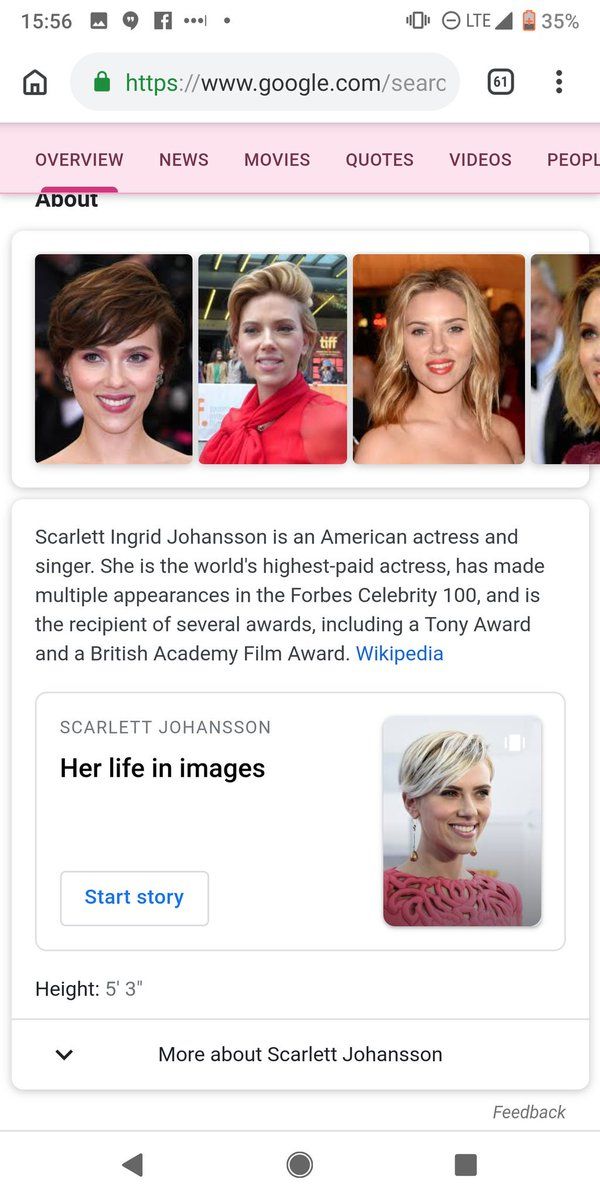 15:56
LTE
35%
https://www.google.com/searc
61
OVERVIEW NEWS MOVIES QUOTES VIDEOS PEOPL
About
tiff
Scarlett Ingrid Johansson is an American actress and
singer. She is the world's highest-paid actress, has made
multiple appearances in the Forbes Celebrity 100, and is
the recipient of several awards, including a Tony Award
and a British Academy Film Award. Wikipedia
SCARLETT JOHANSSON
Her life in images
Start story
Height: 5' 3"
More about Scarlett Johansson
Feedback